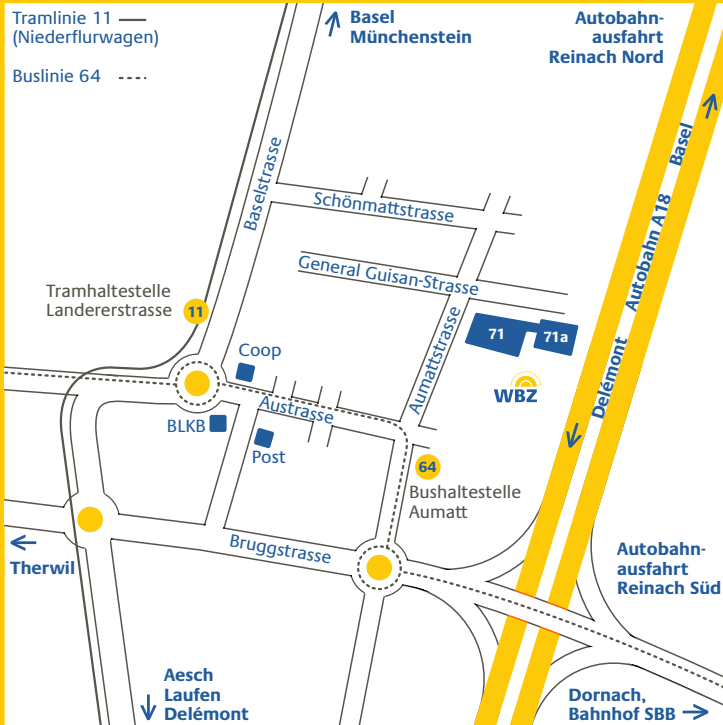 Tramlinie 11
(Niederflurwagen)
Buslinie 64
Basel
Münchenstein
Autobahn-
ausfahrt
Reinach Nord
Baselstrasse
Schönmattstrasse
General Guisan-Strasse
Aumattstrasse
Delémont Autobahn A18 Basel
Tramhaltestelle
Landererstrasse
11
71
71a
WBZ
Coop
Austrasse
BLKB
Post
64
Bushaltestelle
Aumatt
Bruggstrasse
Therwil
Autobahn-
ausfahrt
Reinach Süd
Aesch
Laufen
Delémont
Dornach,
Bahnhof SBB